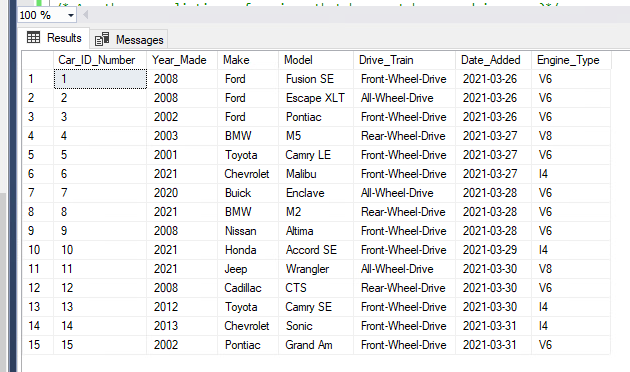 100 %
Results Messages
Car_ID_Number Year_Made Make Model Drive_Train Date_Added Engine_Type
1 1 2008 Ford Fusion SE Front-Wheel-Drive 2021-03-26 V6
2 2 2008 Ford Escape XLT All-Wheel-Drive 2021-03-26 V6
3 3 2002 Ford Pontiac Front-Wheel-Drive 2021-03-26 V6
4 4 2003 BMW M5 Rear-Wheel-Drive 2021-03-27 V8
5 5 2001 Toyota Camry LE Front-Wheel-Drive 2021-03-27 V6
6 6 2021 Chevrolet Malibu Front-Wheel-Drive 2021-03-27 I4
7 7 2020 Buick Enclave All-Wheel-Drive 2021-03-28 V6
8 8 2021 BMW M2 Rear-Wheel-Drive 2021-03-28 V6
9 9 2008 Nissan Altima Front-Wheel-Drive 2021-03-28 V6
10 10 2021 Honda Accord SE Front-Wheel-Drive 2021-03-29 I4
11 11 2021 Jeep Wrangler All-Wheel-Drive 2021-03-30 V8
12 12 2008 Cadillac CTS Rear-Wheel-Drive 2021-03-30 V6
13 13 2012 Toyota Camry SE Front-Wheel-Drive 2021-03-30 I4
14 14 2013 Chevrolet Sonic Front-Wheel-Drive 2021-03-31 I4
15 15 2002 Pontiac Grand Am Front-Wheel-Drive 2021-03-31 V6